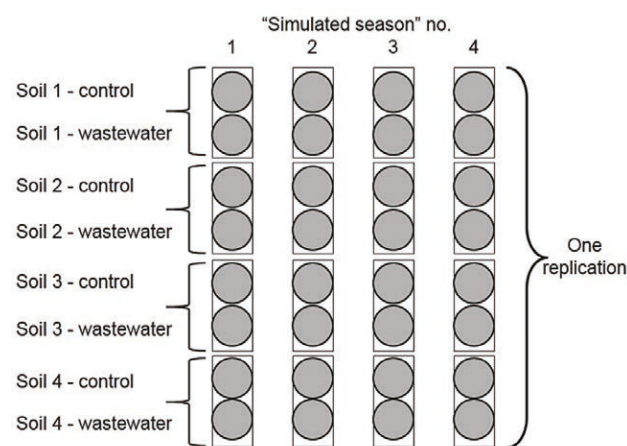 “Simulated season” no.
1 2 3 4
Soil 1 - control
Soil 1 - wastewater
Soil 2 - control
Soil 2 - wastewater
One
replication
Soil 3 - control
Soil 3 - wastewater
Soil 4 - control
Soil 4 - wastewater